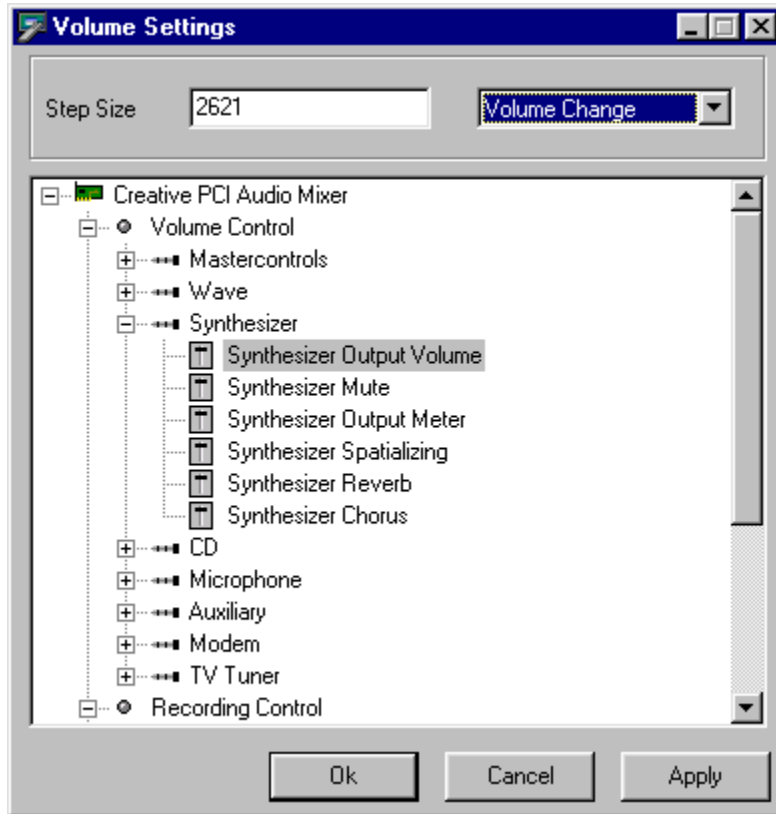 Volume Settings
Step Size 2621 Volume Change
Creative PCI Audio Mixer
Volume Control
Mastercontrols
Wave
Synthesizer
Synthesizer Output Volume
Synthesizer Mute
Synthesizer Output Meter
Synthesizer Spatializing
Synthesizer Reverb
Synthesizer Chorus
CD
Microphone
Auxiliary
Modem
TV Tuner
Recording Control
Ok Cancel Apply